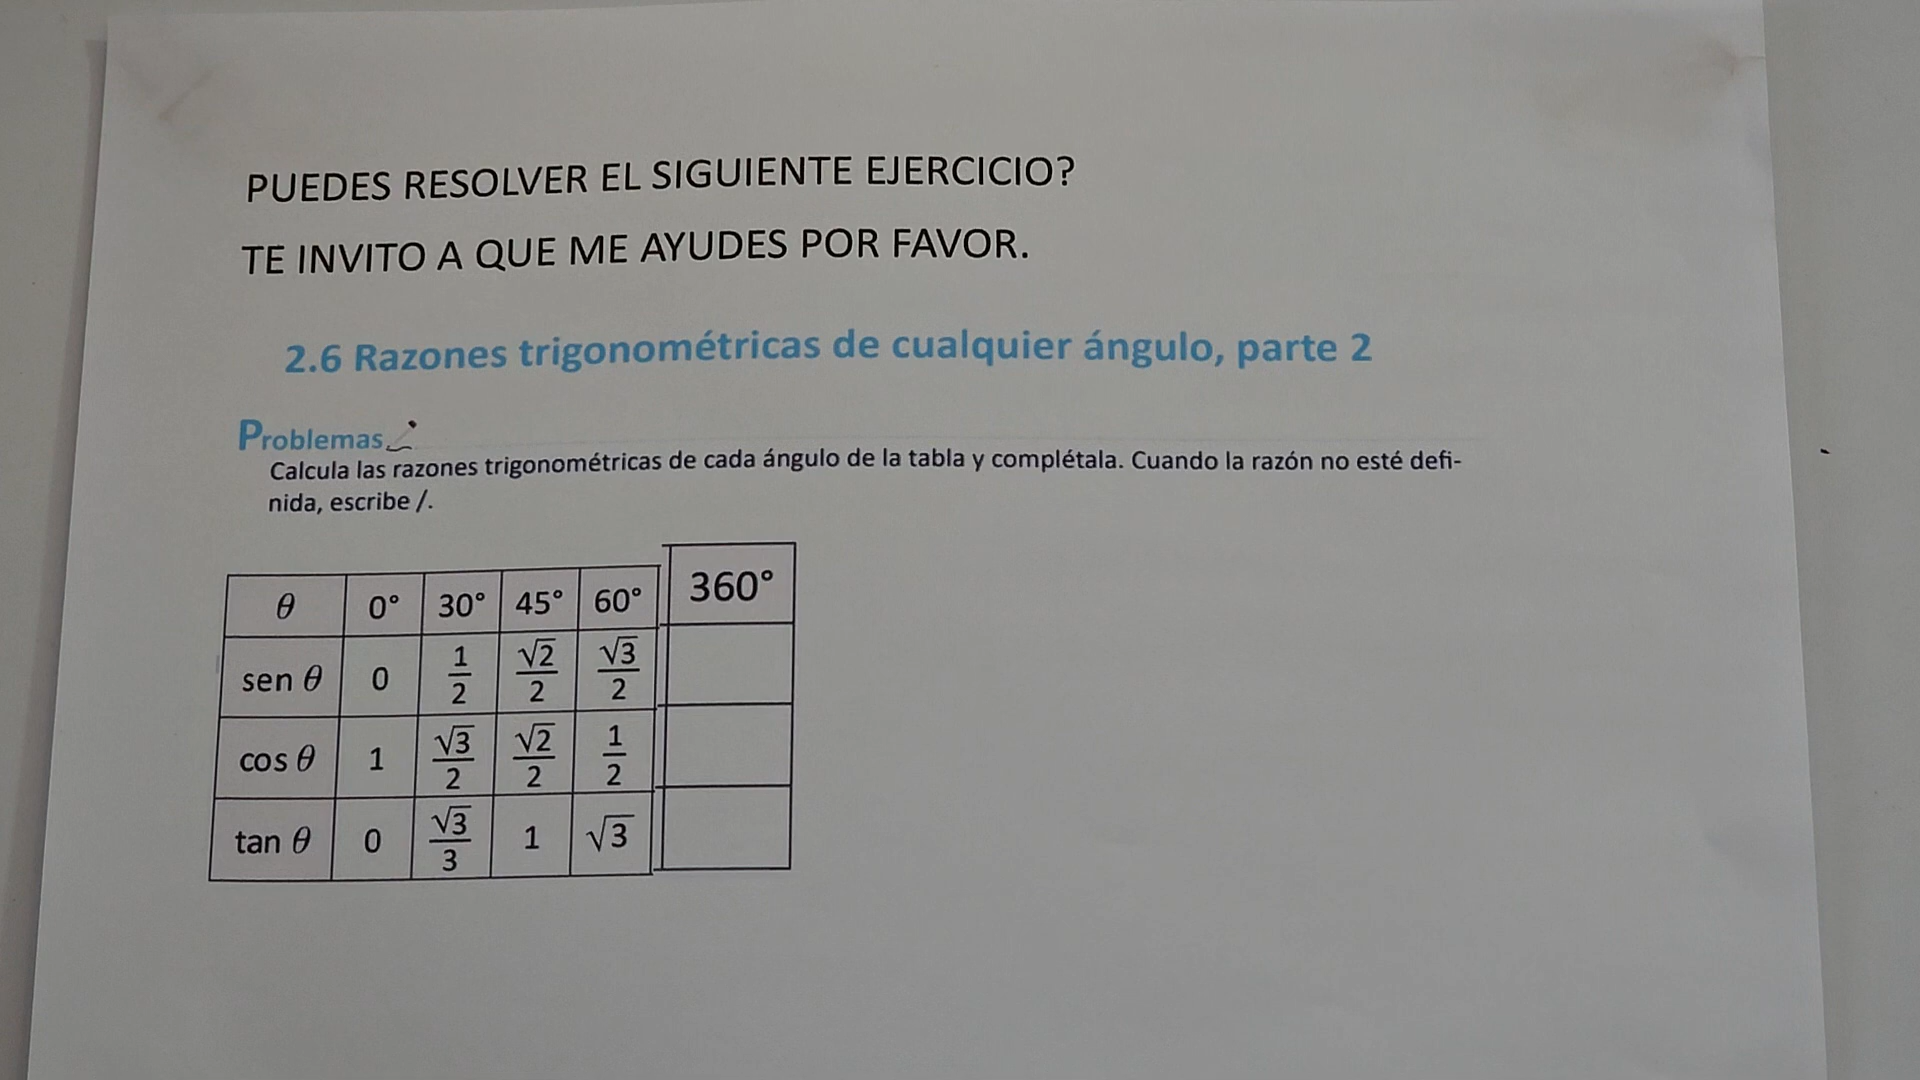 PUEDES RESOLVER EL SIGUIENTE EJERCICIO?
TE INVITO A QUE ME AYUDES POR FAVOR.
2.6 Razones trigonométricas de cualquier ángulo, parte 2
Problemas
Calcula las razones trigonométricas de cada ángulo de la tabla y complétala. Cuando la razón no esté defi-
nida, escribe /.
θ 0° 30° 45° 60° 360°
sen θ 0 1/2 √2/2 √3/2
cos θ 1 √3/2 √2/2 1/2
tan θ 0 √3/3 1 √3